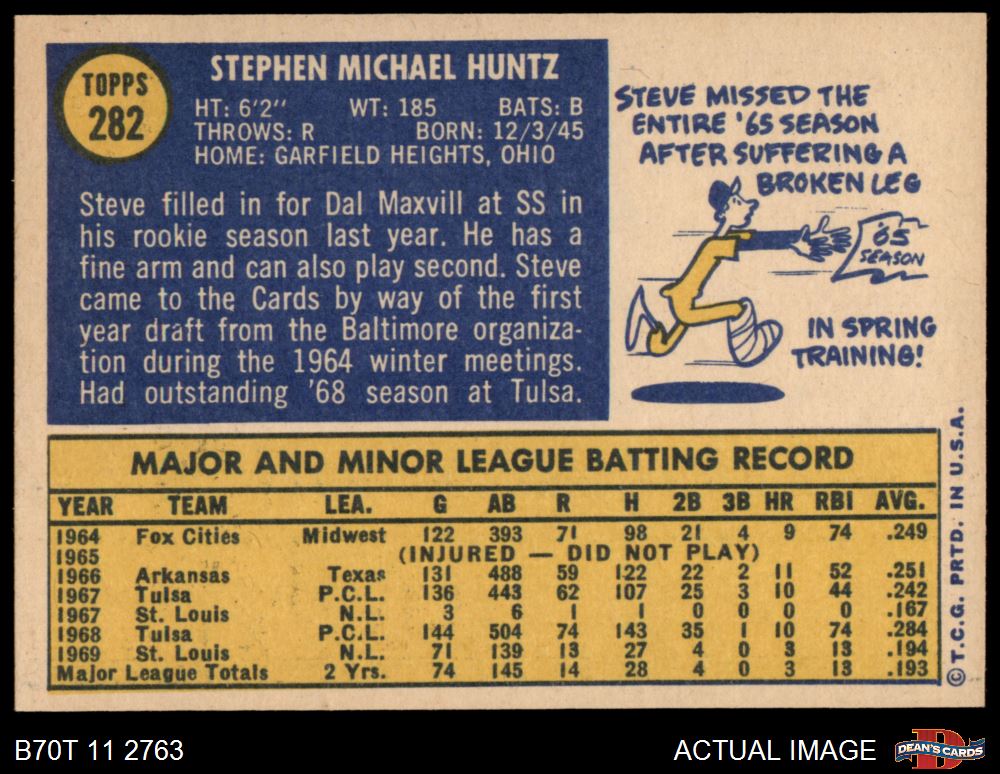 TOPPS
282
STEPHEN MICHAEL HUNTZ
HT: 6'2" WT: 185 BATS: B
THROWS: R BORN: 12/3/45
HOME: GARFIELD HEIGHTS, OHIO
Steve filled in for Dal Maxvill at SS in
his rookie season last year. He has a
fine arm and can also play second. Steve
came to the Cards by way of the first
year draft from the Baltimore organiza-
tion during the 1964 winter meetings.
Had outstanding '68 season at Tulsa.
STEVE MISSED THE
ENTIRE '65 SEASON
AFTER SUFFERING A
BROKEN LEG
'65
SEASON
IN SPRING
TRAINING!
MAJOR AND MINOR LEAGUE BATTING RECORD
YEAR TEAM LEA. G AB R H 2B 3B HR RBI AVG.
1964 Fox Cities Midwest 122 393 71 98 21 4 9 74 .249
1965 (INJURED — DID NOT PLAY)
1966 Arkansas Texas 131 488 59 122 22 2 11 52 .251
1967 Tulsa P.C.L. 136 443 62 107 25 3 10 44 .242
1967 St. Louis N.L. 3 6 1 1 0 0 0 0 .167
1968 Tulsa P.C.L. 144 504 74 143 35 1 10 74 .284
1969 St. Louis N.L. 71 139 13 27 4 0 3 13 .194
Major League Totals 2 Yrs. 74 145 14 28 4 0 3 13 .193
©T.C.G. PRTD. IN U.S.A.
B70T 11 2763
ACTUAL IMAGE
D
DEAN'S CARDS